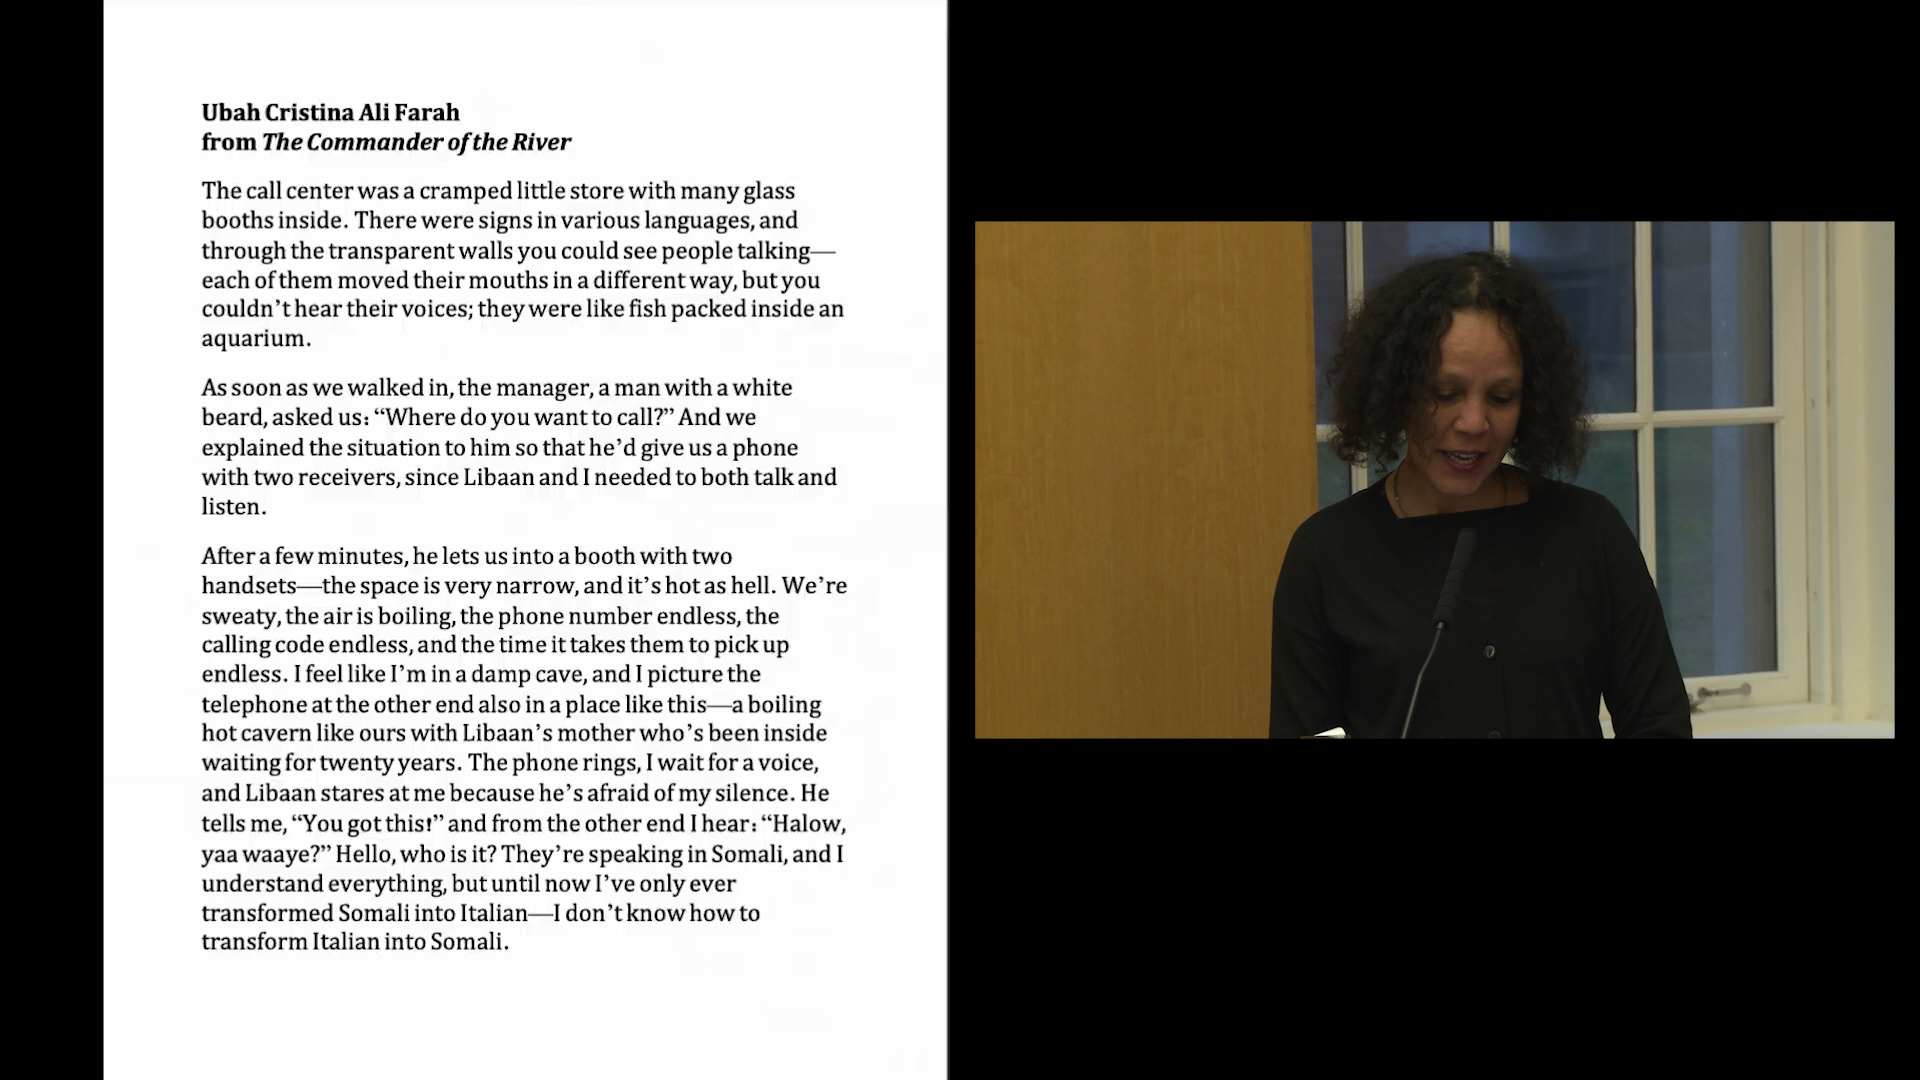 Ubah Cristina Ali Farah
from The Commander of the River
The call center was a cramped little store with many glass
booths inside. There were signs in various languages, and
through the transparent walls you could see people talking—
each of them moved their mouths in a different way, but you
couldn’t hear their voices; they were like fish packed inside an
aquarium.
As soon as we walked in, the manager, a man with a white
beard, asked us: “Where do you want to call?” And we
explained the situation to him so that he’d give us a phone
with two receivers, since Libaan and I needed to both talk and
listen.
After a few minutes, he lets us into a booth with two
handsets—the space is very narrow, and it’s hot as hell. We’re
sweaty, the air is boiling, the phone number endless, the
calling code endless, and the time it takes them to pick up
endless. I feel like I’m in a damp cave, and I picture the
telephone at the other end also in a place like this—a boiling
hot cavern like ours with Libaan’s mother who’s been inside
waiting for twenty years. The phone rings, I wait for a voice,
and Libaan stares at me because he’s afraid of my silence. He
tells me, “You got this!” and from the other end I hear: “Halow,
yaa waaye?” Hello, who is it? They’re speaking in Somali, and I
understand everything, but until now I’ve only ever
transformed Somali into Italian—I don’t know how to
transform Italian into Somali.